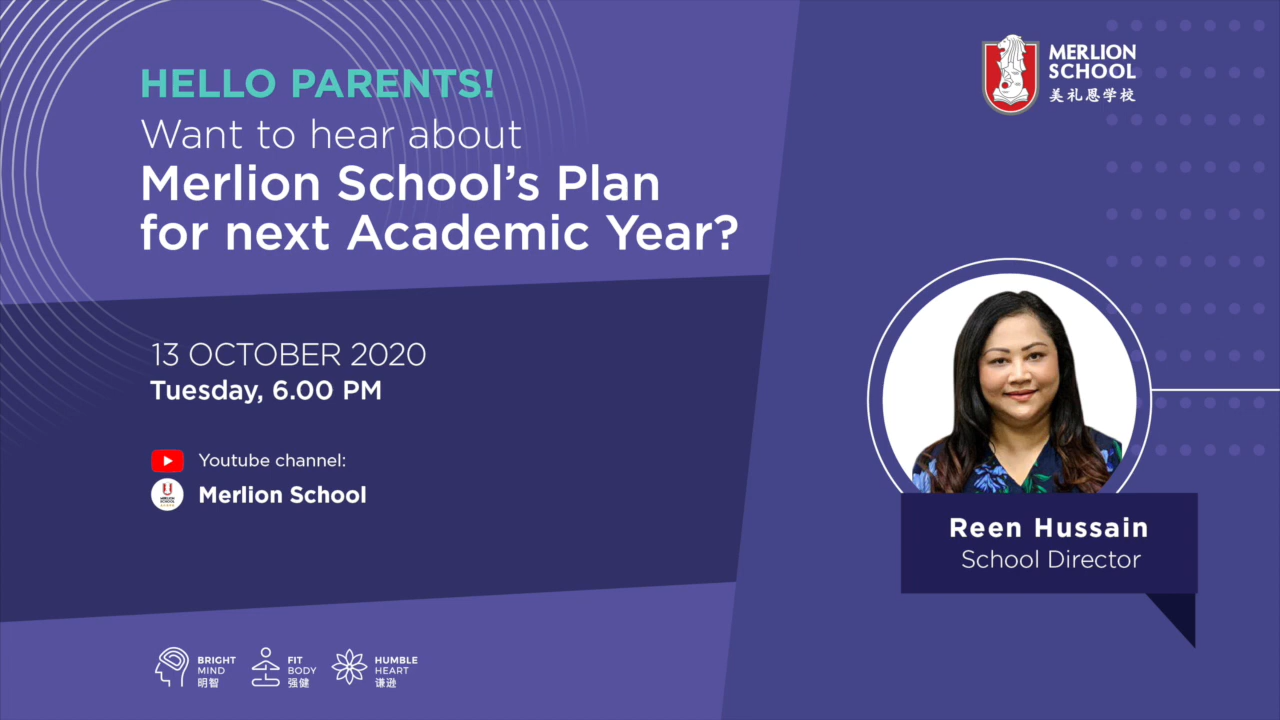 HELLO PARENTS!
Want to hear about
Merlion School’s Plan
for next Academic Year?
13 OCTOBER 2020
Tuesday, 6.00 PM
Youtube channel:
Merlion School
MERLION
SCHOOL
美礼恩学校
Reen Hussain
School Director
BRIGHT
MIND
明智
FIT
BODY
强健
HUMBLE
HEART
谦逊
MERLION
SCHOOL